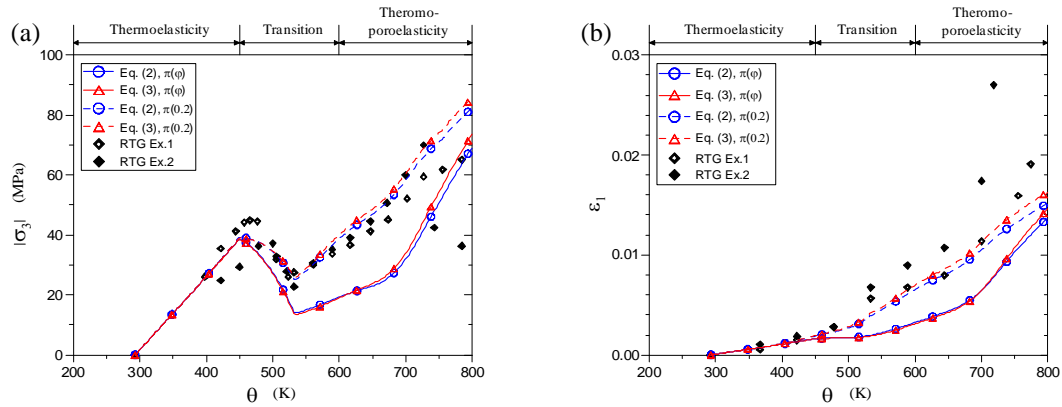 (a)
Thermoelasticity
Transition
Theromo-
poroelasticity
100
80
60
40
20
0
|σ3| (MPa)
Eq. (2), π(φ)
Eq. (3), π(φ)
Eq. (2), π(0.2)
Eq. (3), π(0.2)
RTG Ex.1
RTG Ex.2
200 300 400 500 600 700 800
θ (K)
(b)
Thermoelasticity
Transition
Theromo-
poroelasticity
0.03
0.02
0.01
0.00
ε1
Eq. (2), π(φ)
Eq. (3), π(φ)
Eq. (2), π(0.2)
Eq. (3), π(0.2)
RTG Ex.1
RTG Ex.2
200 300 400 500 600 700 800
θ (K)